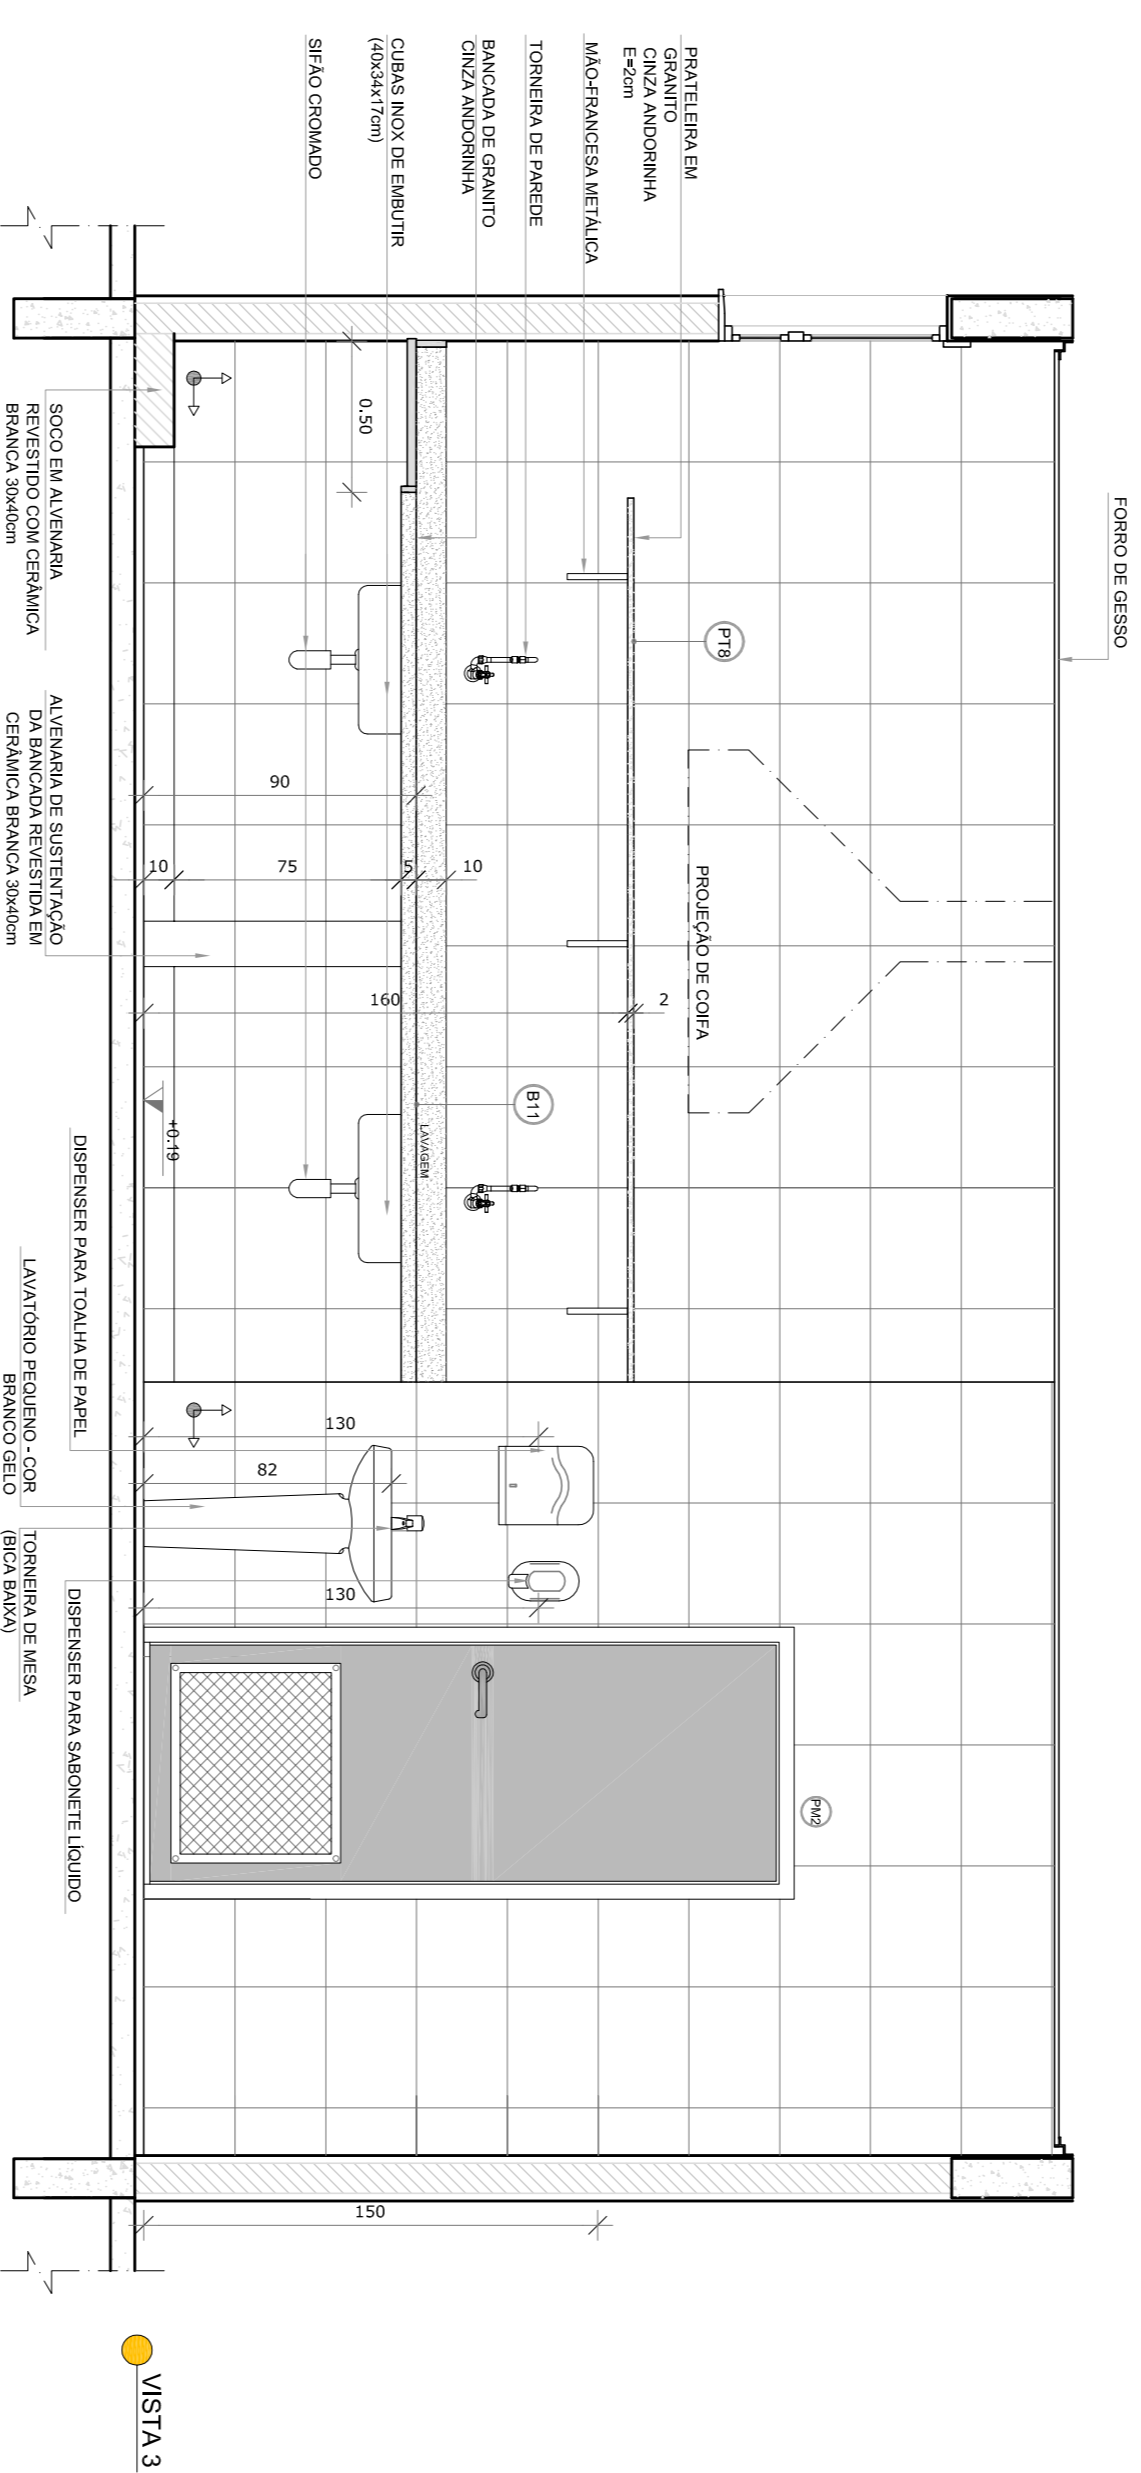 FORRO DE GESSO
PRATELEIRA EM
GRANITO
CINZA ANDORINHA
E=2cm
MÃO-FRANCESA METÁLICA
TORNEIRA DE PAREDE
BANCADA DE GRANITO
CINZA ANDORINHA
CUBAS INOX DE EMBUTIR
(40x34x17cm)
SIFÃO CROMADO
PT8
PROJEÇÃO DE COIFA
0.50
90
10
75
5
10
160
2
B11
LAVAGEM
+0.19
130
82
130
PM2
150
SOCO EM ALVENARIA
REVESTIDO COM CERÂMICA
BRANCA 30x40cm
ALVENARIA DE SUSTENTAÇÃO
DA BANCADA REVESTIDA EM
CERÂMICA BRANCA 30x40cm
DISPENSER PARA TOALHA DE PAPEL
LAVATÓRIO PEQUENO - COR
BRANCO GELO
TORNEIRA DE MESA
(BICA BAIXA)
DISPENSER PARA SABONETE LÍQUIDO
VISTA 3